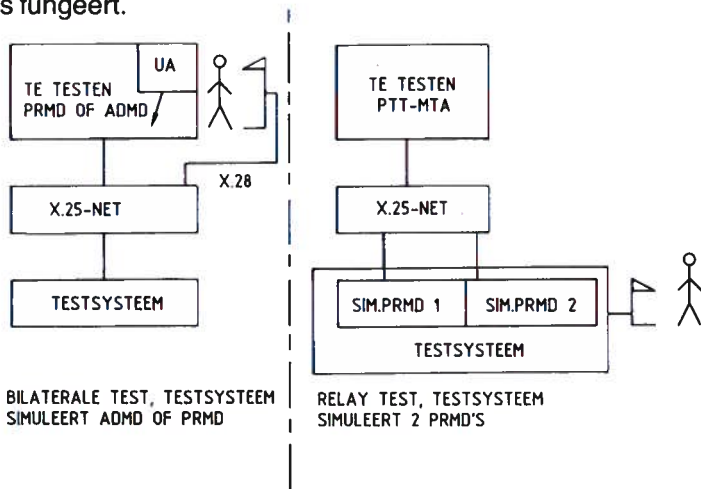 s fungeert.
UA
TE TESTEN
PRMD OF ADMD
X.28
X.25-NET
TESTSYSTEEM
BILATERALE TEST, TESTSYSTEEM
SIMULEERT ADMD OF PRMD
TE TESTEN
PTT-MTA
X.25-NET
SIM.PRMD 1
SIM.PRMD 2
TESTSYSTEEM
RELAY TEST, TESTSYSTEEM
SIMULEERT 2 PRMD'S